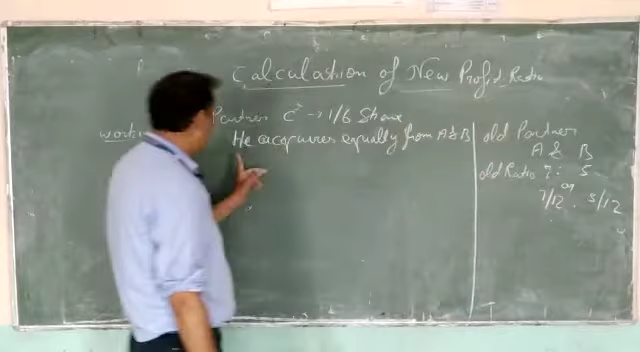 Calculation of New Profit Ratio
Partner C → 1/6 Share
He acquires equally from A & B
old Partner
A & B
old Ratio 7: 5
or
7/12 . 5/12